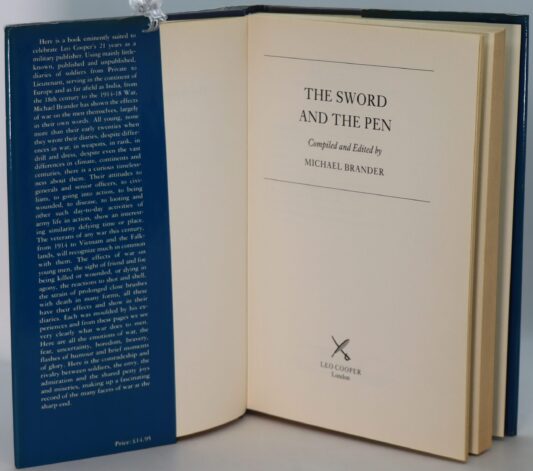 Here is a book eminently suited to
celebrate Leo Cooper's 21 years as a
military publisher. Using mainly little-
known, published and unpublished,
diaries of soldiers from Private to
Lieutenant, serving in the continent of
Europe and as far afield as India, from
the 18th century to the 1914-18 War,
Michael Brander has shown the effects
of war on the men themselves, largely
in their own words. All young, none
more than their early twenties when
they wrote their diaries, despite differ-
ences in war, in weapons, in rank, in
drill and dress, despite even the vast
differences in climate, continents and
centuries, there is a curious timeless-
ness about them. Their attitudes to
generals and senior officers, to civi-
lians, to going into action, to being
wounded, to disease, to looting and
other such day-to-day activities of
army life in action, show an interest-
ing similarity defying time or place.
The veterans of any war this century,
from 1914 to Vietnam and the Falk-
lands, will recognize much in common
with them. The effects of war on
young men, the sight of friend and foe
being killed or wounded, or dying in
agony, the reactions to shot and shell,
the strain of prolonged close brushes
with death in many forms, all these
have their effects and show in their
diaries. Each was moulded by his ex-
periences and from these pages we see
very clearly what war does to men.
Here are all the emotions of war, the
fear, uncertainty, boredom, bravery,
flashes of humour and brief moments
of glory. Here is the comradeship and
rivalry between soldiers, the envy, the
admiration and the shared petty joys
and miseries, making up a fascinating
record of the many facets of war at the
sharp end.
Price: £14.95
THE SWORD
AND THE PEN
Compiled and Edited by
MICHAEL BRANDER
LEO COOPER
London